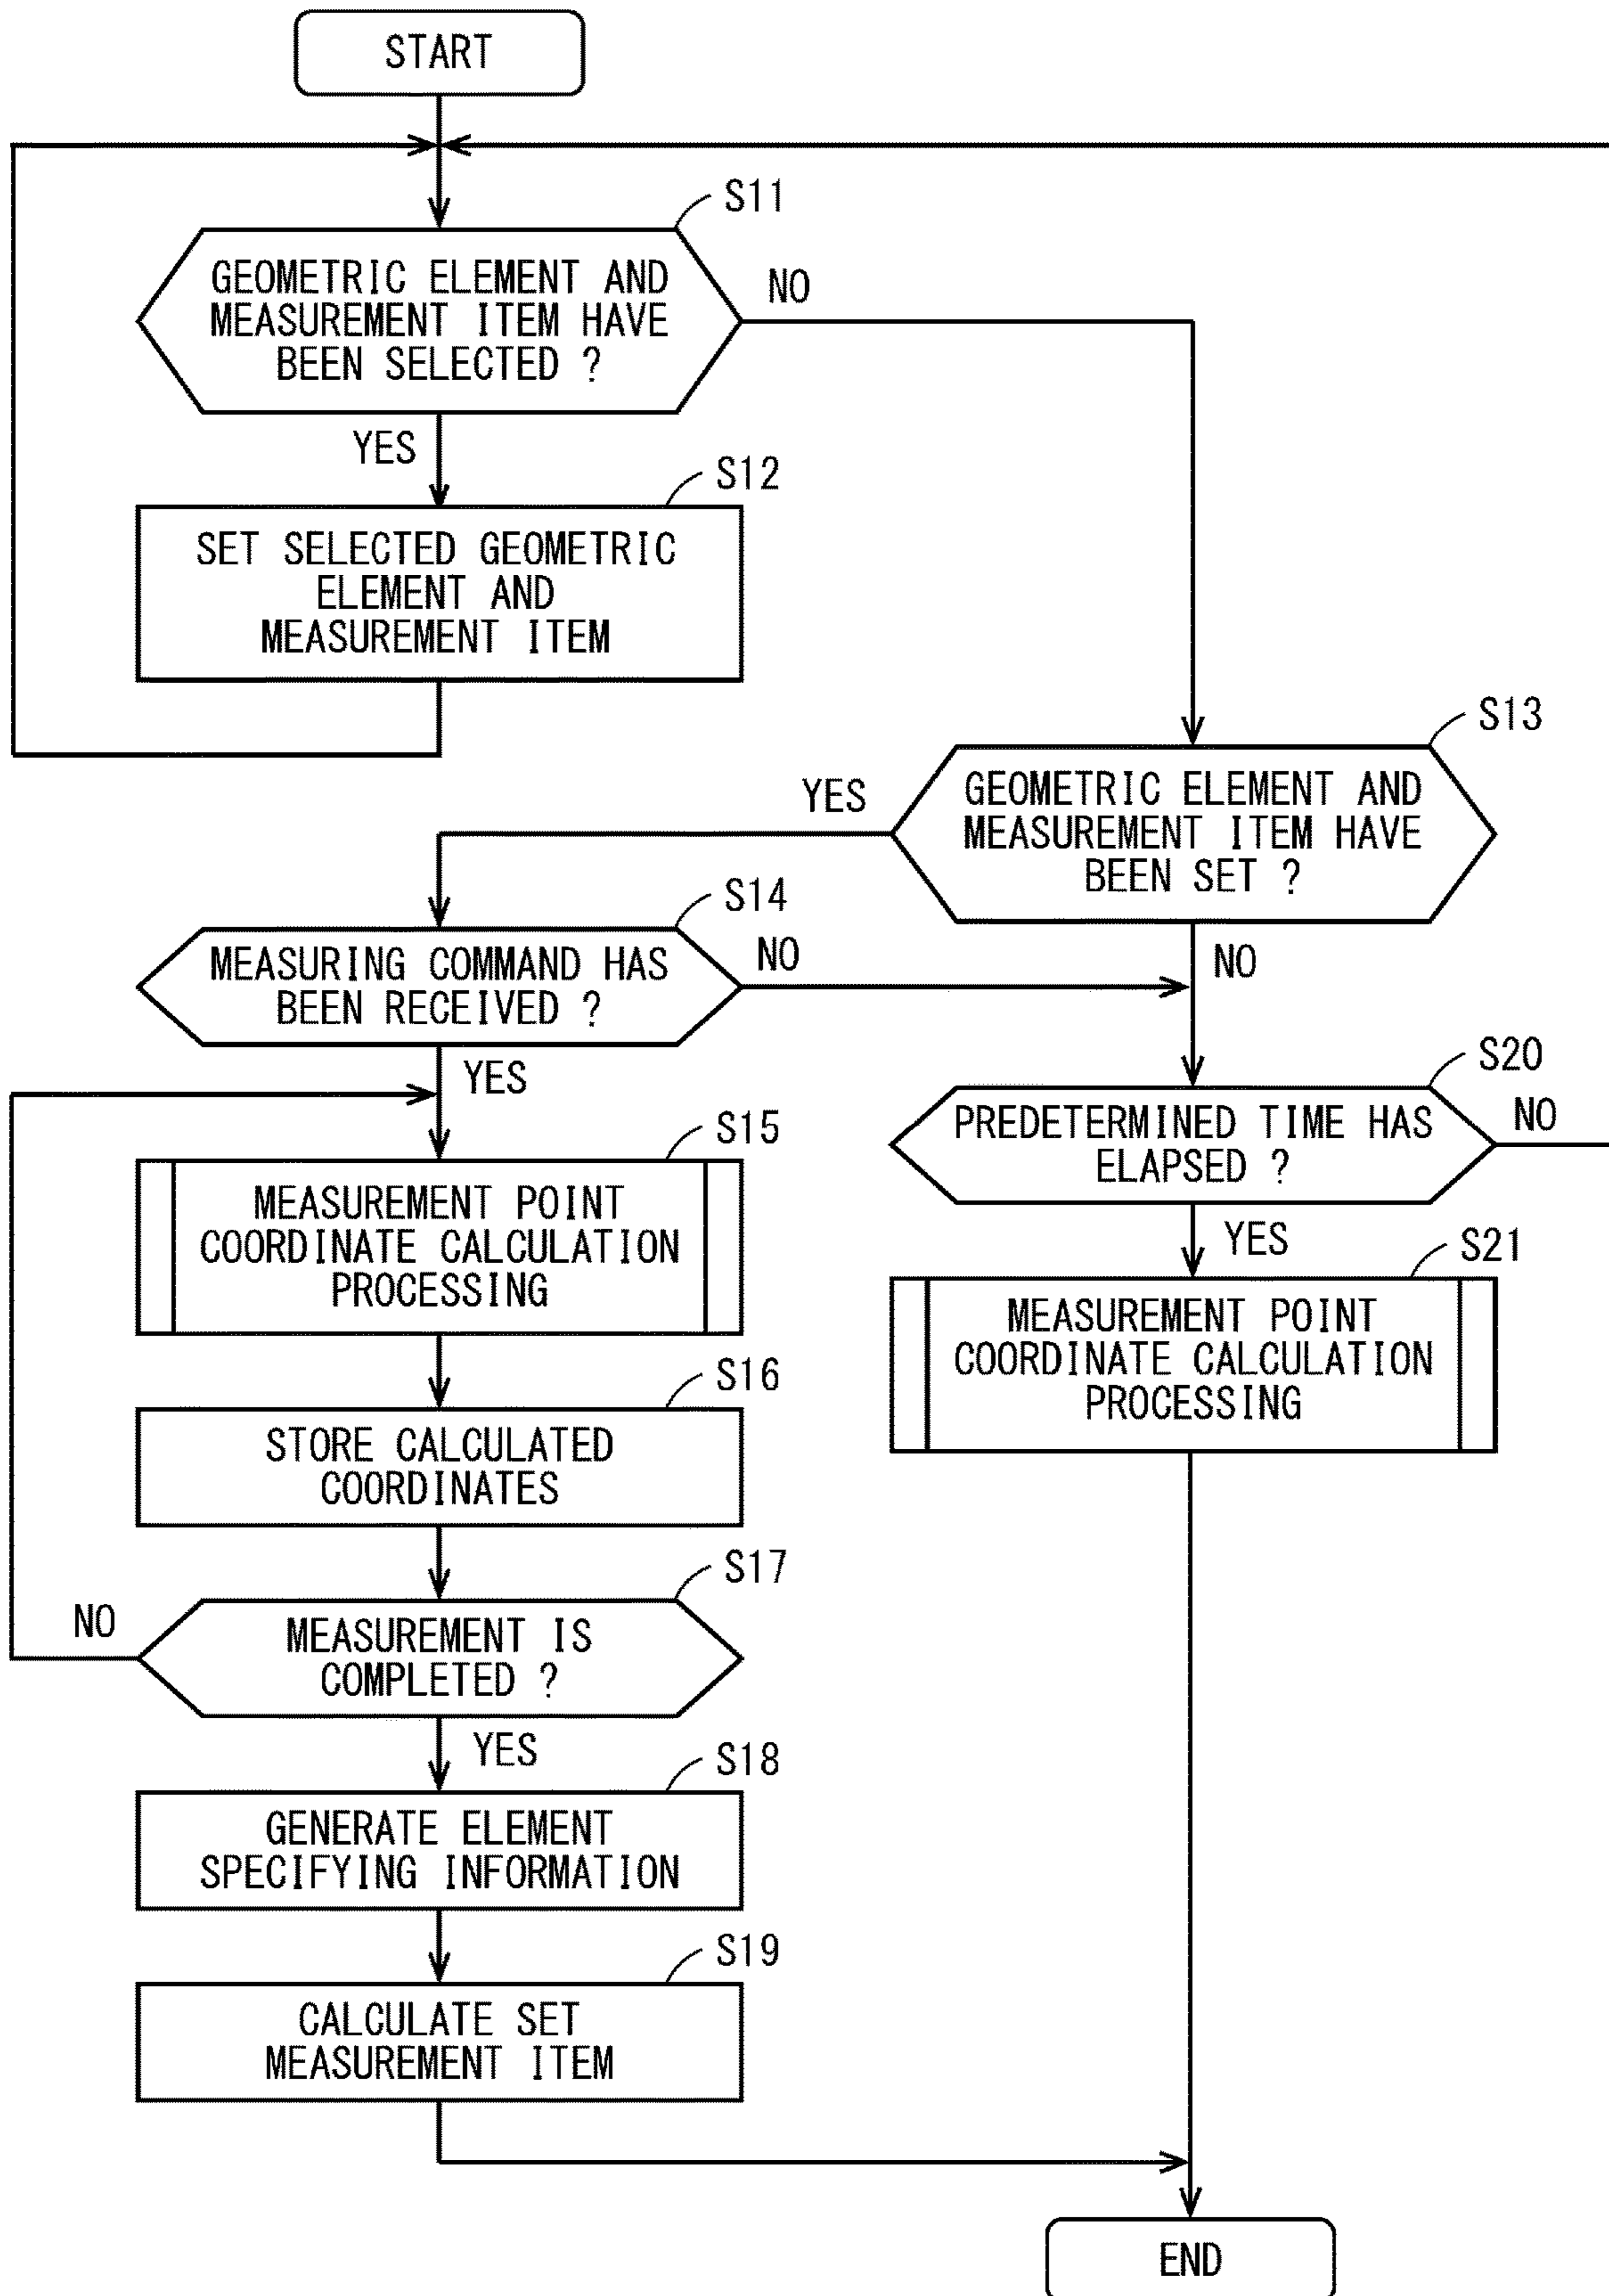 START
S11
GEOMETRIC ELEMENT AND
MEASUREMENT ITEM HAVE
BEEN SELECTED ?
NO
YES
S12
SET SELECTED GEOMETRIC
ELEMENT AND
MEASUREMENT ITEM
S13
GEOMETRIC ELEMENT AND
MEASUREMENT ITEM HAVE
BEEN SET ?
YES
NO
S14
MEASURING COMMAND HAS
BEEN RECEIVED ?
NO
YES
S20
PREDETERMINED TIME HAS
ELAPSED ?
NO
YES
S15
MEASUREMENT POINT
COORDINATE CALCULATION
PROCESSING
S21
MEASUREMENT POINT
COORDINATE CALCULATION
PROCESSING
S16
STORE CALCULATED
COORDINATES
S17
MEASUREMENT IS
COMPLETED ?
NO
YES
S18
GENERATE ELEMENT
SPECIFYING INFORMATION
S19
CALCULATE SET
MEASUREMENT ITEM
END